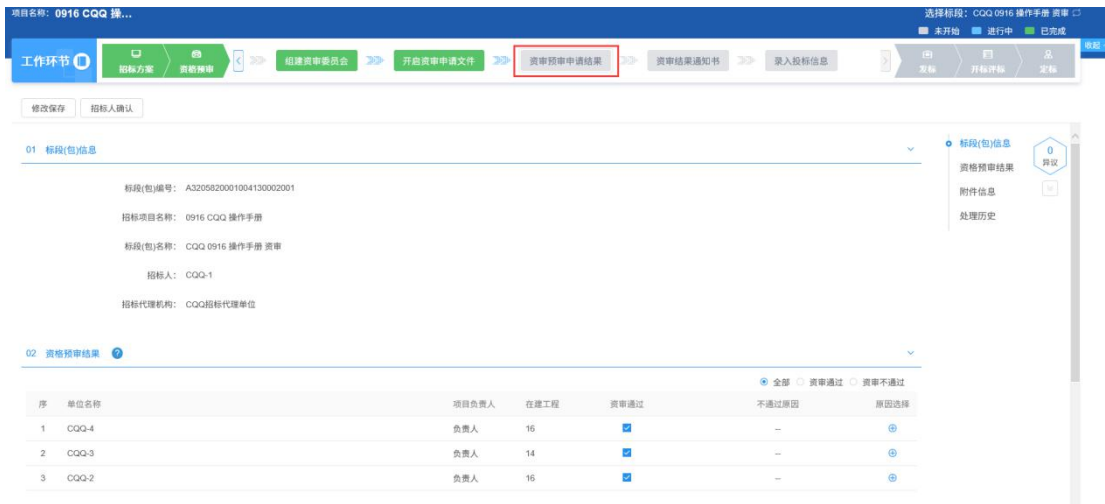 项目名称: 0916 CQQ 操...
选择标段: CQQ 0916 操作手册 资审
未开始 进行中 已完成
收起
工作环节
招标方案 资格预审 组建资审委员会 开启资审申请文件 资审预审申请结果 资审结果通知书 录入投标信息 发标 开标评标 定标
修改保存 招标人确认
01 标段(包)信息
标段(包)编号: A3205820001004130002001
招标项目名称: 0916 CQQ 操作手册
标段(包)名称: CQQ 0916 操作手册 资审
招标人: CQQ-1
招标代理机构: CQQ招标代理单位
标段(包)信息
资格预审结果
附件信息
处理历史
0
异议
02 资格预审结果 ?
全部 资审通过 资审不通过
序 单位名称 项目负责人 在建工程 资审通过 不通过原因 原因选择
1 CQQ-4 负责人 16 --
2 CQQ-3 负责人 14 --
3 CQQ-2 负责人 16 --